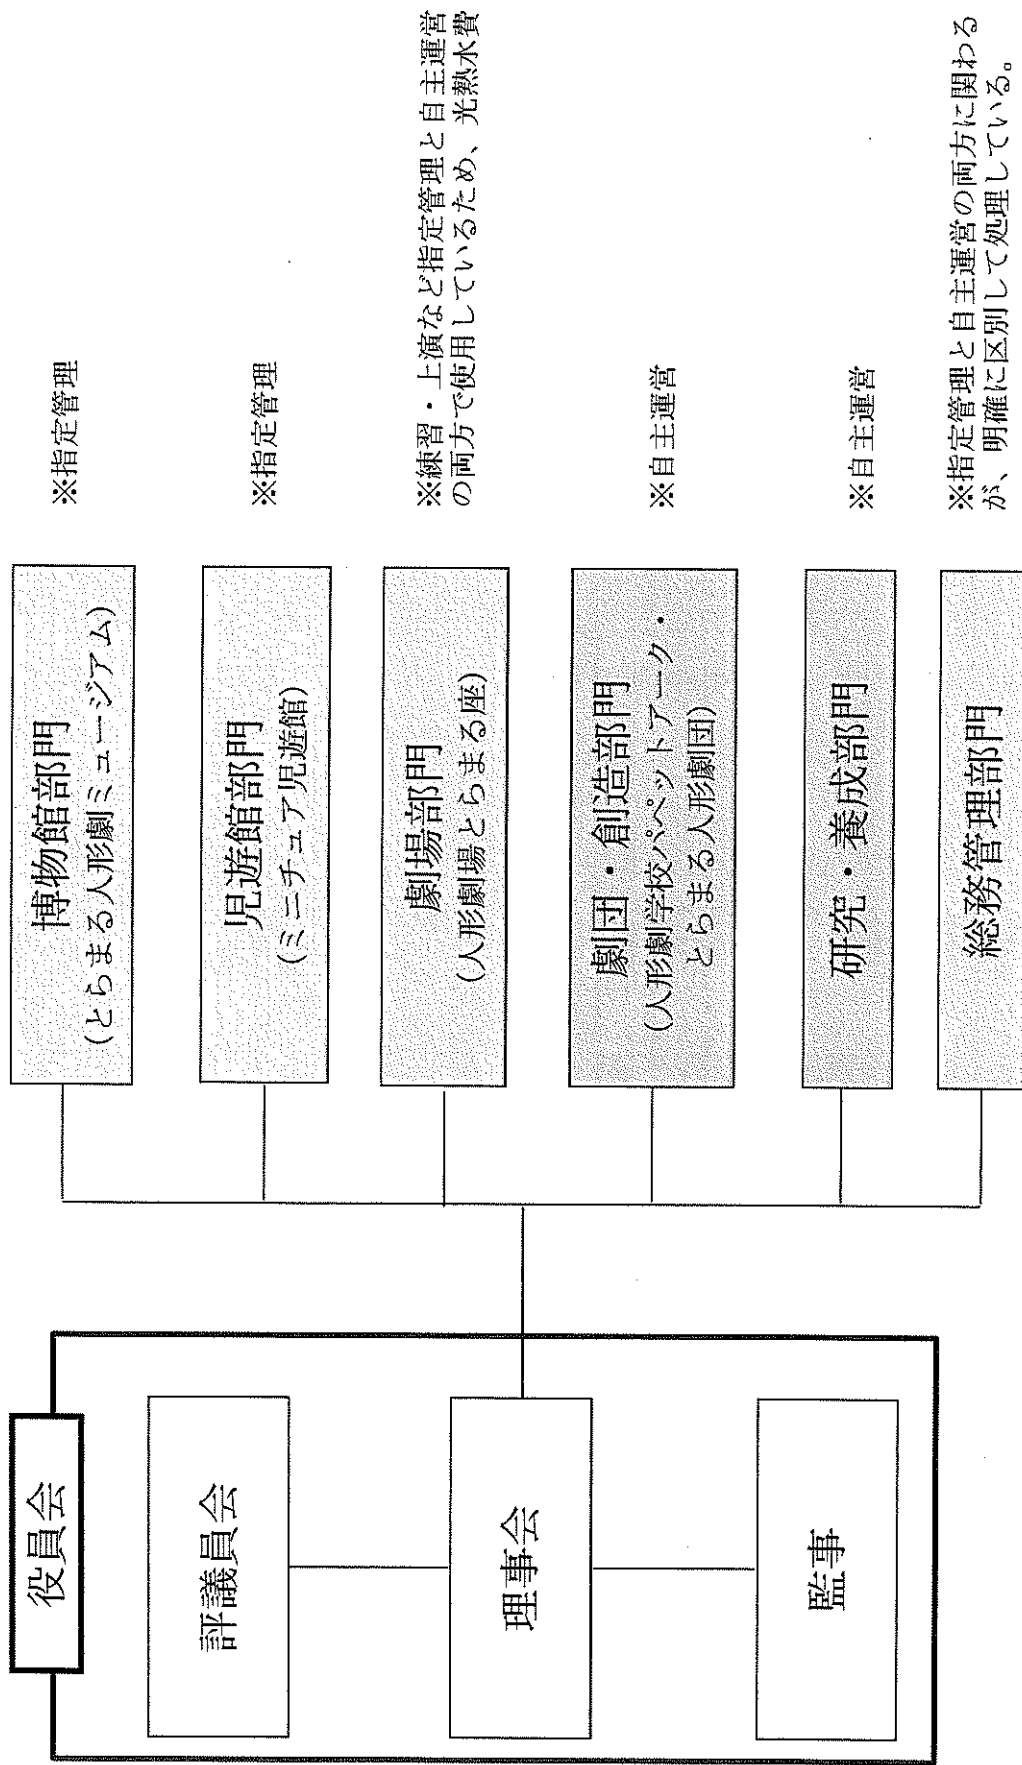 役員会
評議員会
理事会
監事
博物館部門
(とらまる人形劇ミュージアム)
※指定管理
児遊館部門
(ミニチュア児遊館)
※指定管理
劇場部門
(人形劇場とらまる座)
※練習・上演など指定管理と自主運営
の両方で使用しているため、光熱水費
劇団・創造部門
(人形劇学校パペットアーク・
とらまる人形劇団)
※自主運営
研究・養成部門
※自主運営
総務管理部門
※指定管理と自主運営の両方に関わる
が、明確に区別して処理している。